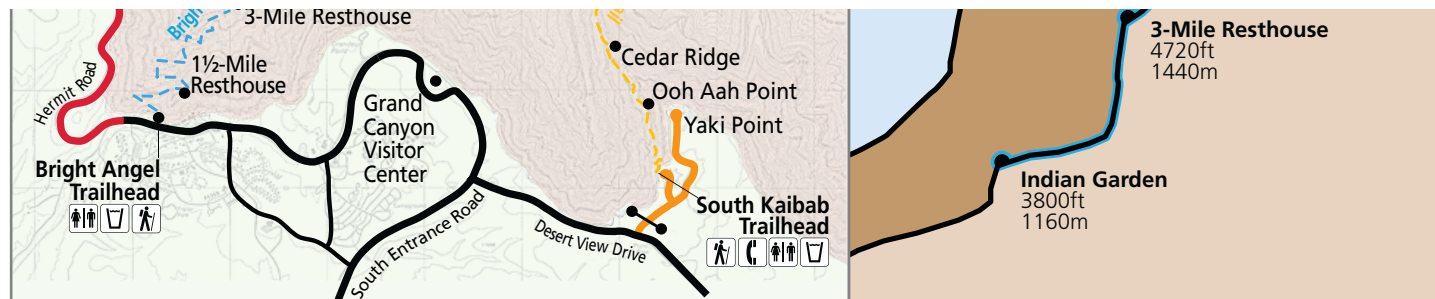 Brigh
3-Mile Resthouse
1½-Mile
Resthouse
Hermit Road
Bright Angel
Trailhead
Grand
Canyon
Visitor
Center
South Entrance Road
Desert View Drive
Cedar Ridge
Ooh Aah Point
Yaki Point
South Kaibab
Trailhead
3-Mile Resthouse
4720ft
1440m
Indian Garden
3800ft
1160m